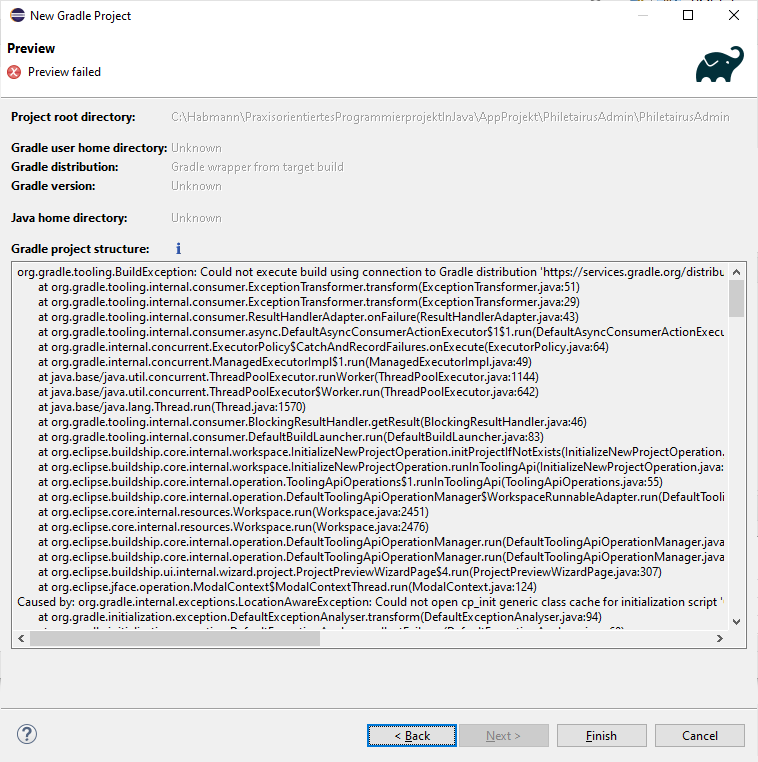 New Gradle Project
Preview
Preview failed
Project root directory: C:\Habmann\PraxisorientiertesProgrammierprojektInJava\AppProjekt\PhiletairusAdmin\PhiletairusAdmin
Gradle user home directory: Unknown
Gradle distribution: Gradle wrapper from target build
Gradle version: Unknown
Java home directory: Unknown
Gradle project structure:
org.gradle.tooling.BuildException: Could not execute build using connection to Gradle distribution 'https://services.gradle.org/distribu
at org.gradle.tooling.internal.consumer.ExceptionTransformer.transform(ExceptionTransformer.java:51)
at org.gradle.tooling.internal.consumer.ExceptionTransformer.transform(ExceptionTransformer.java:29)
at org.gradle.tooling.internal.consumer.ResultHandlerAdapter.onFailure(ResultHandlerAdapter.java:43)
at org.gradle.tooling.internal.consumer.async.DefaultAsyncConsumerActionExecutor$1$1.run(DefaultAsyncConsumerActionExecu
at org.gradle.internal.concurrent.ExecutorPolicy$CatchAndRecordFailures.onExecute(ExecutorPolicy.java:64)
at org.gradle.internal.concurrent.ManagedExecutorImpl$1.run(ManagedExecutorImpl.java:49)
at java.base/java.util.concurrent.ThreadPoolExecutor.runWorker(ThreadPoolExecutor.java:1144)
at java.base/java.util.concurrent.ThreadPoolExecutor$Worker.run(ThreadPoolExecutor.java:642)
at java.base/java.lang.Thread.run(Thread.java:1570)
at org.gradle.tooling.internal.consumer.BlockingResultHandler.getResult(BlockingResultHandler.java:46)
at org.gradle.tooling.internal.consumer.DefaultBuildLauncher.run(DefaultBuildLauncher.java:83)
at org.eclipse.buildship.core.internal.workspace.InitializeNewProjectOperation.initProjectIfNotExists(InitializeNewProjectOperation.
at org.eclipse.buildship.core.internal.workspace.InitializeNewProjectOperation.runInToolingApi(InitializeNewProjectOperation.java:
at org.eclipse.buildship.core.internal.operation.ToolingApiOperations$1.runInToolingApi(ToolingApiOperations.java:55)
at org.eclipse.buildship.core.internal.operation.DefaultToolingApiOperationManager$WorkspaceRunnableAdapter.run(DefaultTooli
at org.eclipse.core.internal.resources.Workspace.run(Workspace.java:2451)
at org.eclipse.core.internal.resources.Workspace.run(Workspace.java:2476)
at org.eclipse.buildship.core.internal.operation.DefaultToolingApiOperationManager.run(DefaultToolingApiOperationManager.java
at org.eclipse.buildship.core.internal.operation.DefaultToolingApiOperationManager.run(DefaultToolingApiOperationManager.java
at org.eclipse.buildship.ui.internal.wizard.project.ProjectPreviewWizardPage$4.run(ProjectPreviewWizardPage.java:307)
at org.eclipse.jface.operation.ModalContext$ModalContextThread.run(ModalContext.java:124)
Caused by: org.gradle.internal.exceptions.LocationAwareException: Could not open cp_init generic class cache for initialization script '
at org.gradle.initialization.exception.DefaultExceptionAnalyser.transform(DefaultExceptionAnalyser.java:94)
< Back
Next >
Finish
Cancel